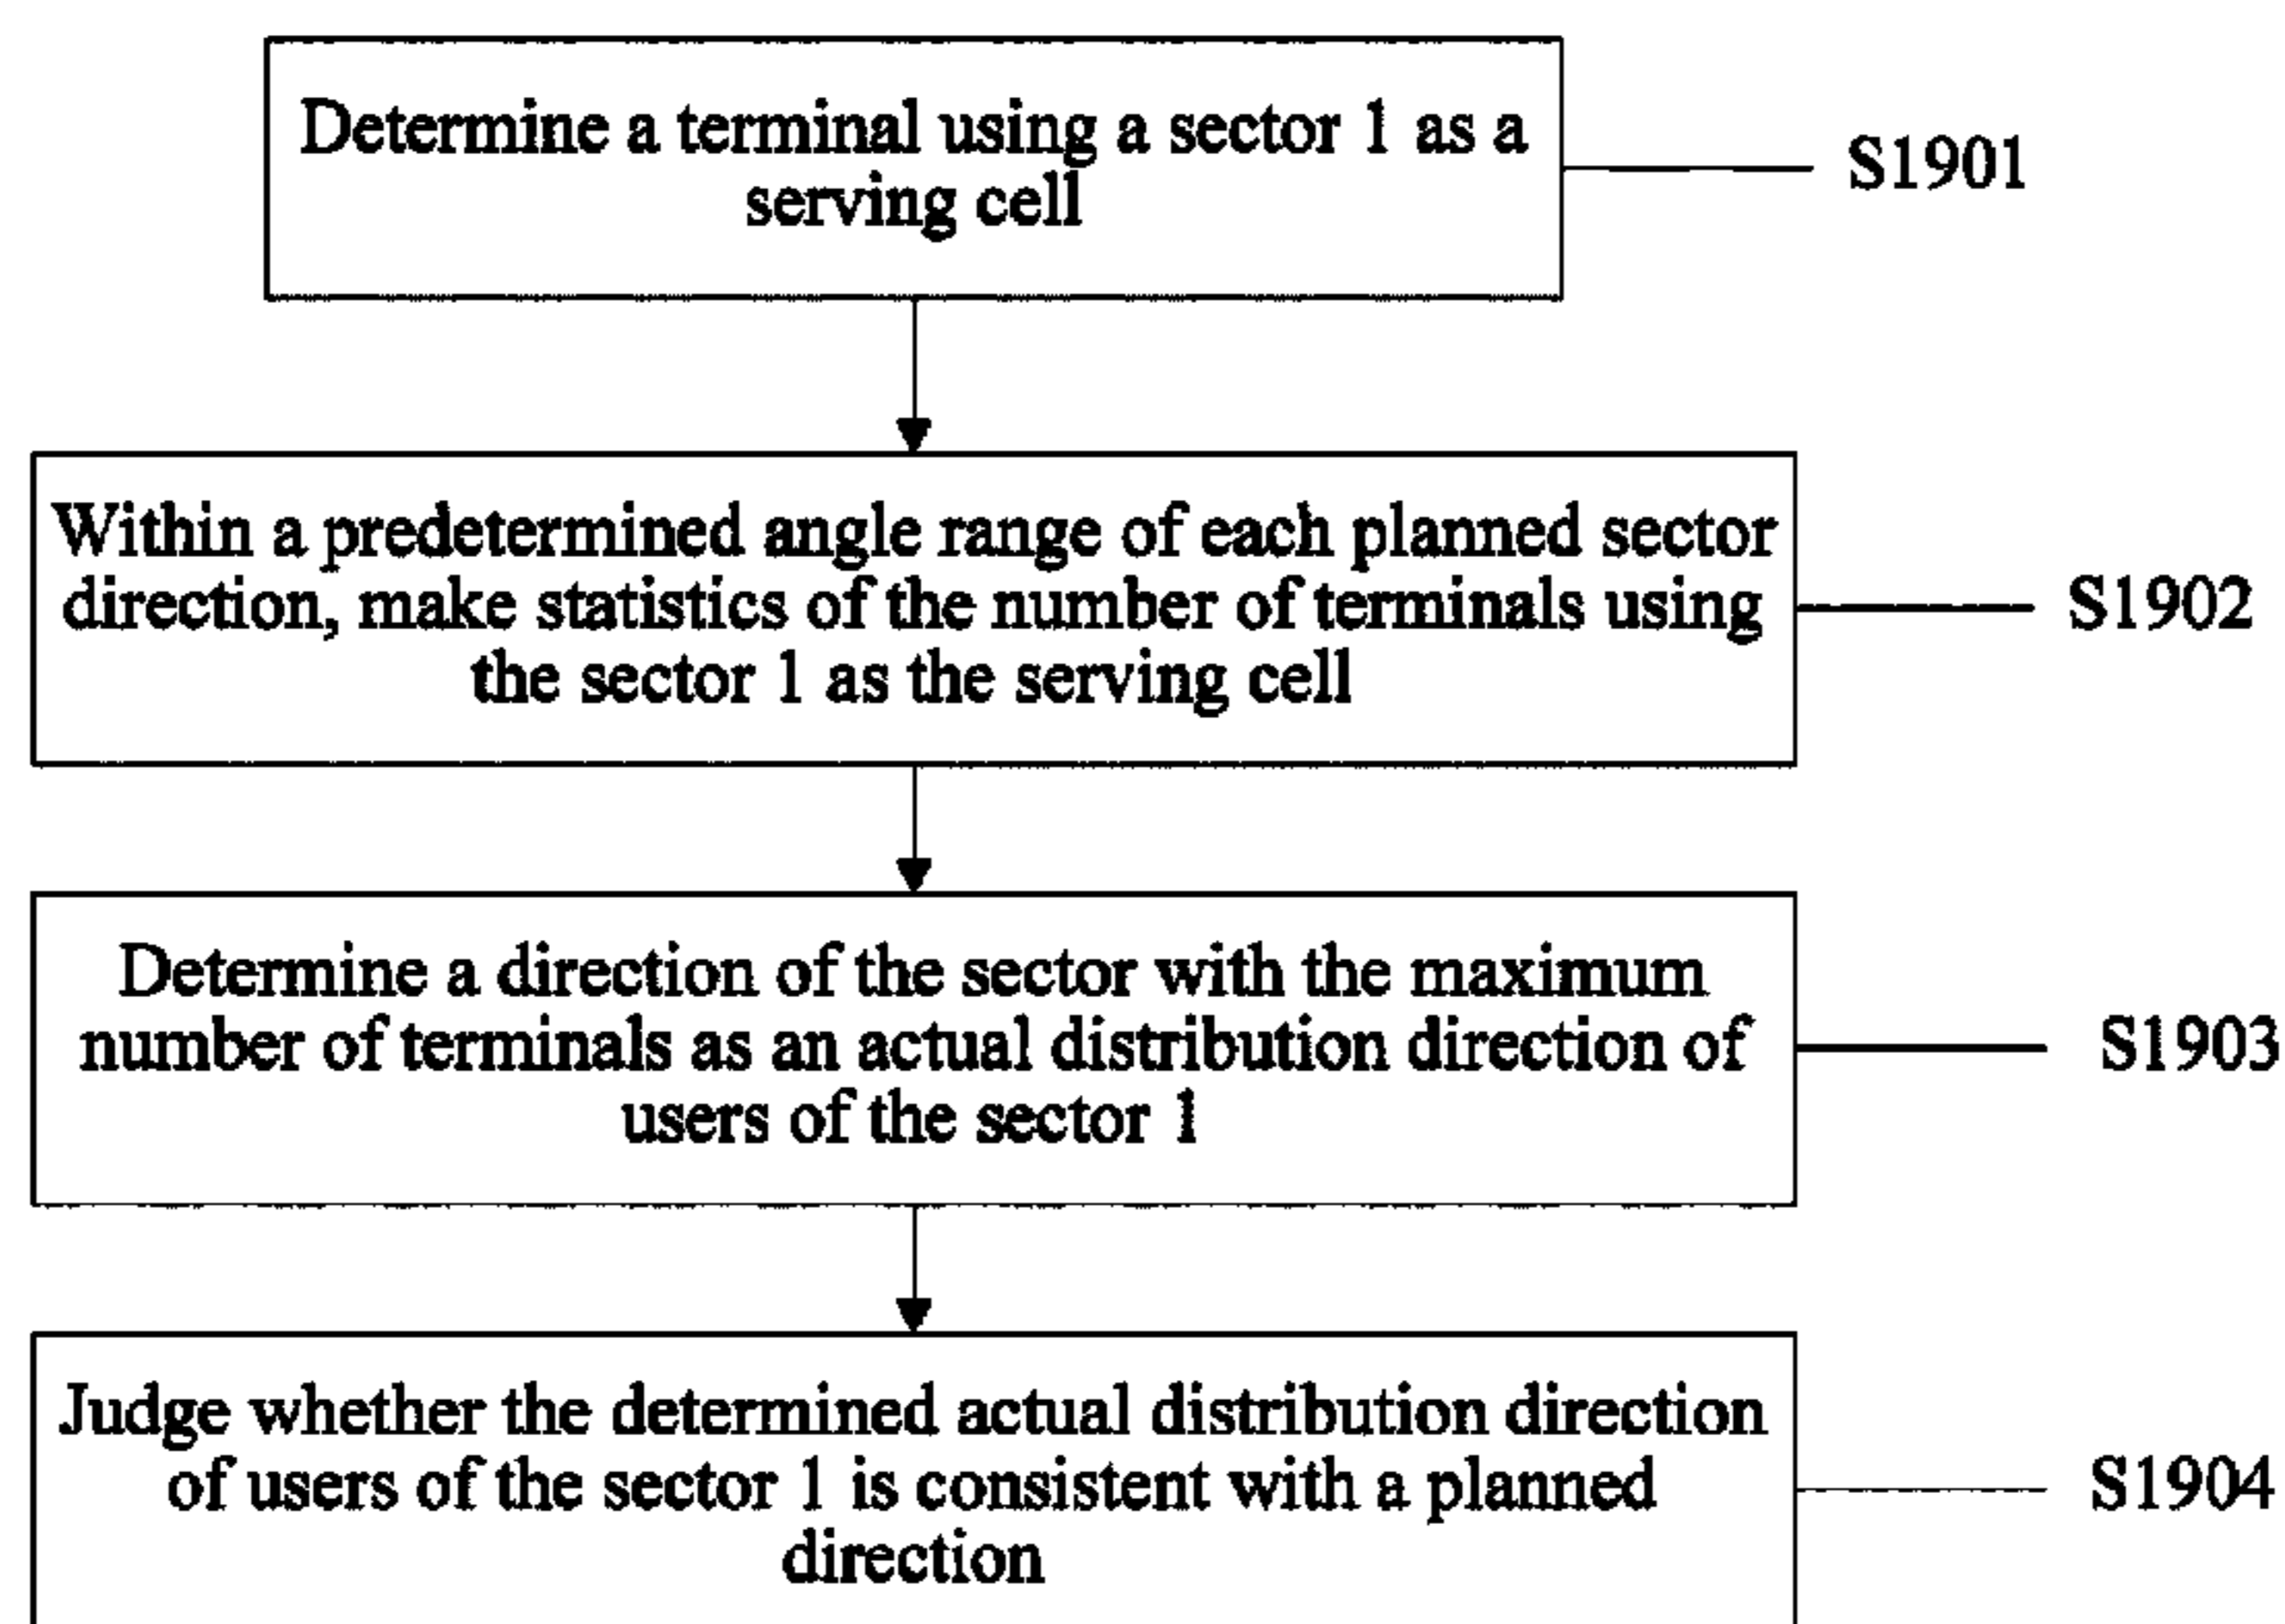 Determine a terminal using a sector 1 as a
serving cell
S1901
Within a predetermined angle range of each planned sector
direction, make statistics of the number of terminals using
the sector 1 as the serving cell
S1902
Determine a direction of the sector with the maximum
number of terminals as an actual distribution direction of
users of the sector 1
S1903
Judge whether the determined actual distribution direction
of users of the sector 1 is consistent with a planned
direction
S1904